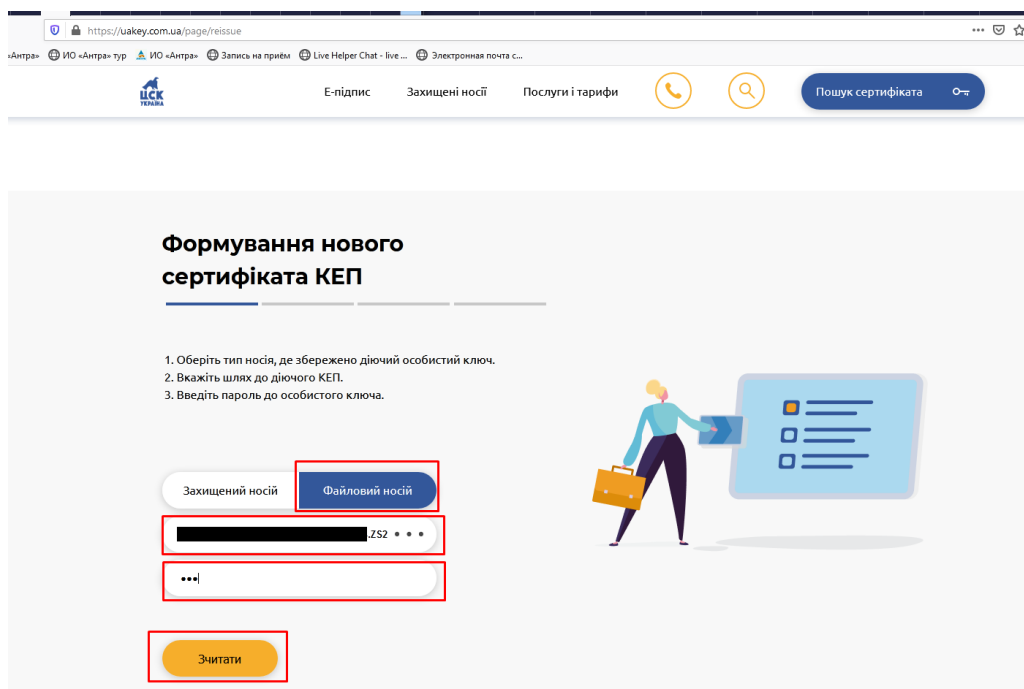 https://uakey.com.ua/page/reissue
«Антра» ИО «Антра» тур ИО «Антра» Запись на приём Live Helper Chat - live ... Электронная почта с...
ЦСК
УКРАЇНА
Е-підпис Захищені носії Послуги і тарифи Пошук сертифіката
Формування нового
сертифіката КЕП
1. Оберіть тип носія, де збережено діючий особистий ключ.
2. Вкажіть шлях до діючого КЕП.
3. Введіть пароль до особистого ключа.
Захищений носій Файловий носій
.ZS2
Зчитати